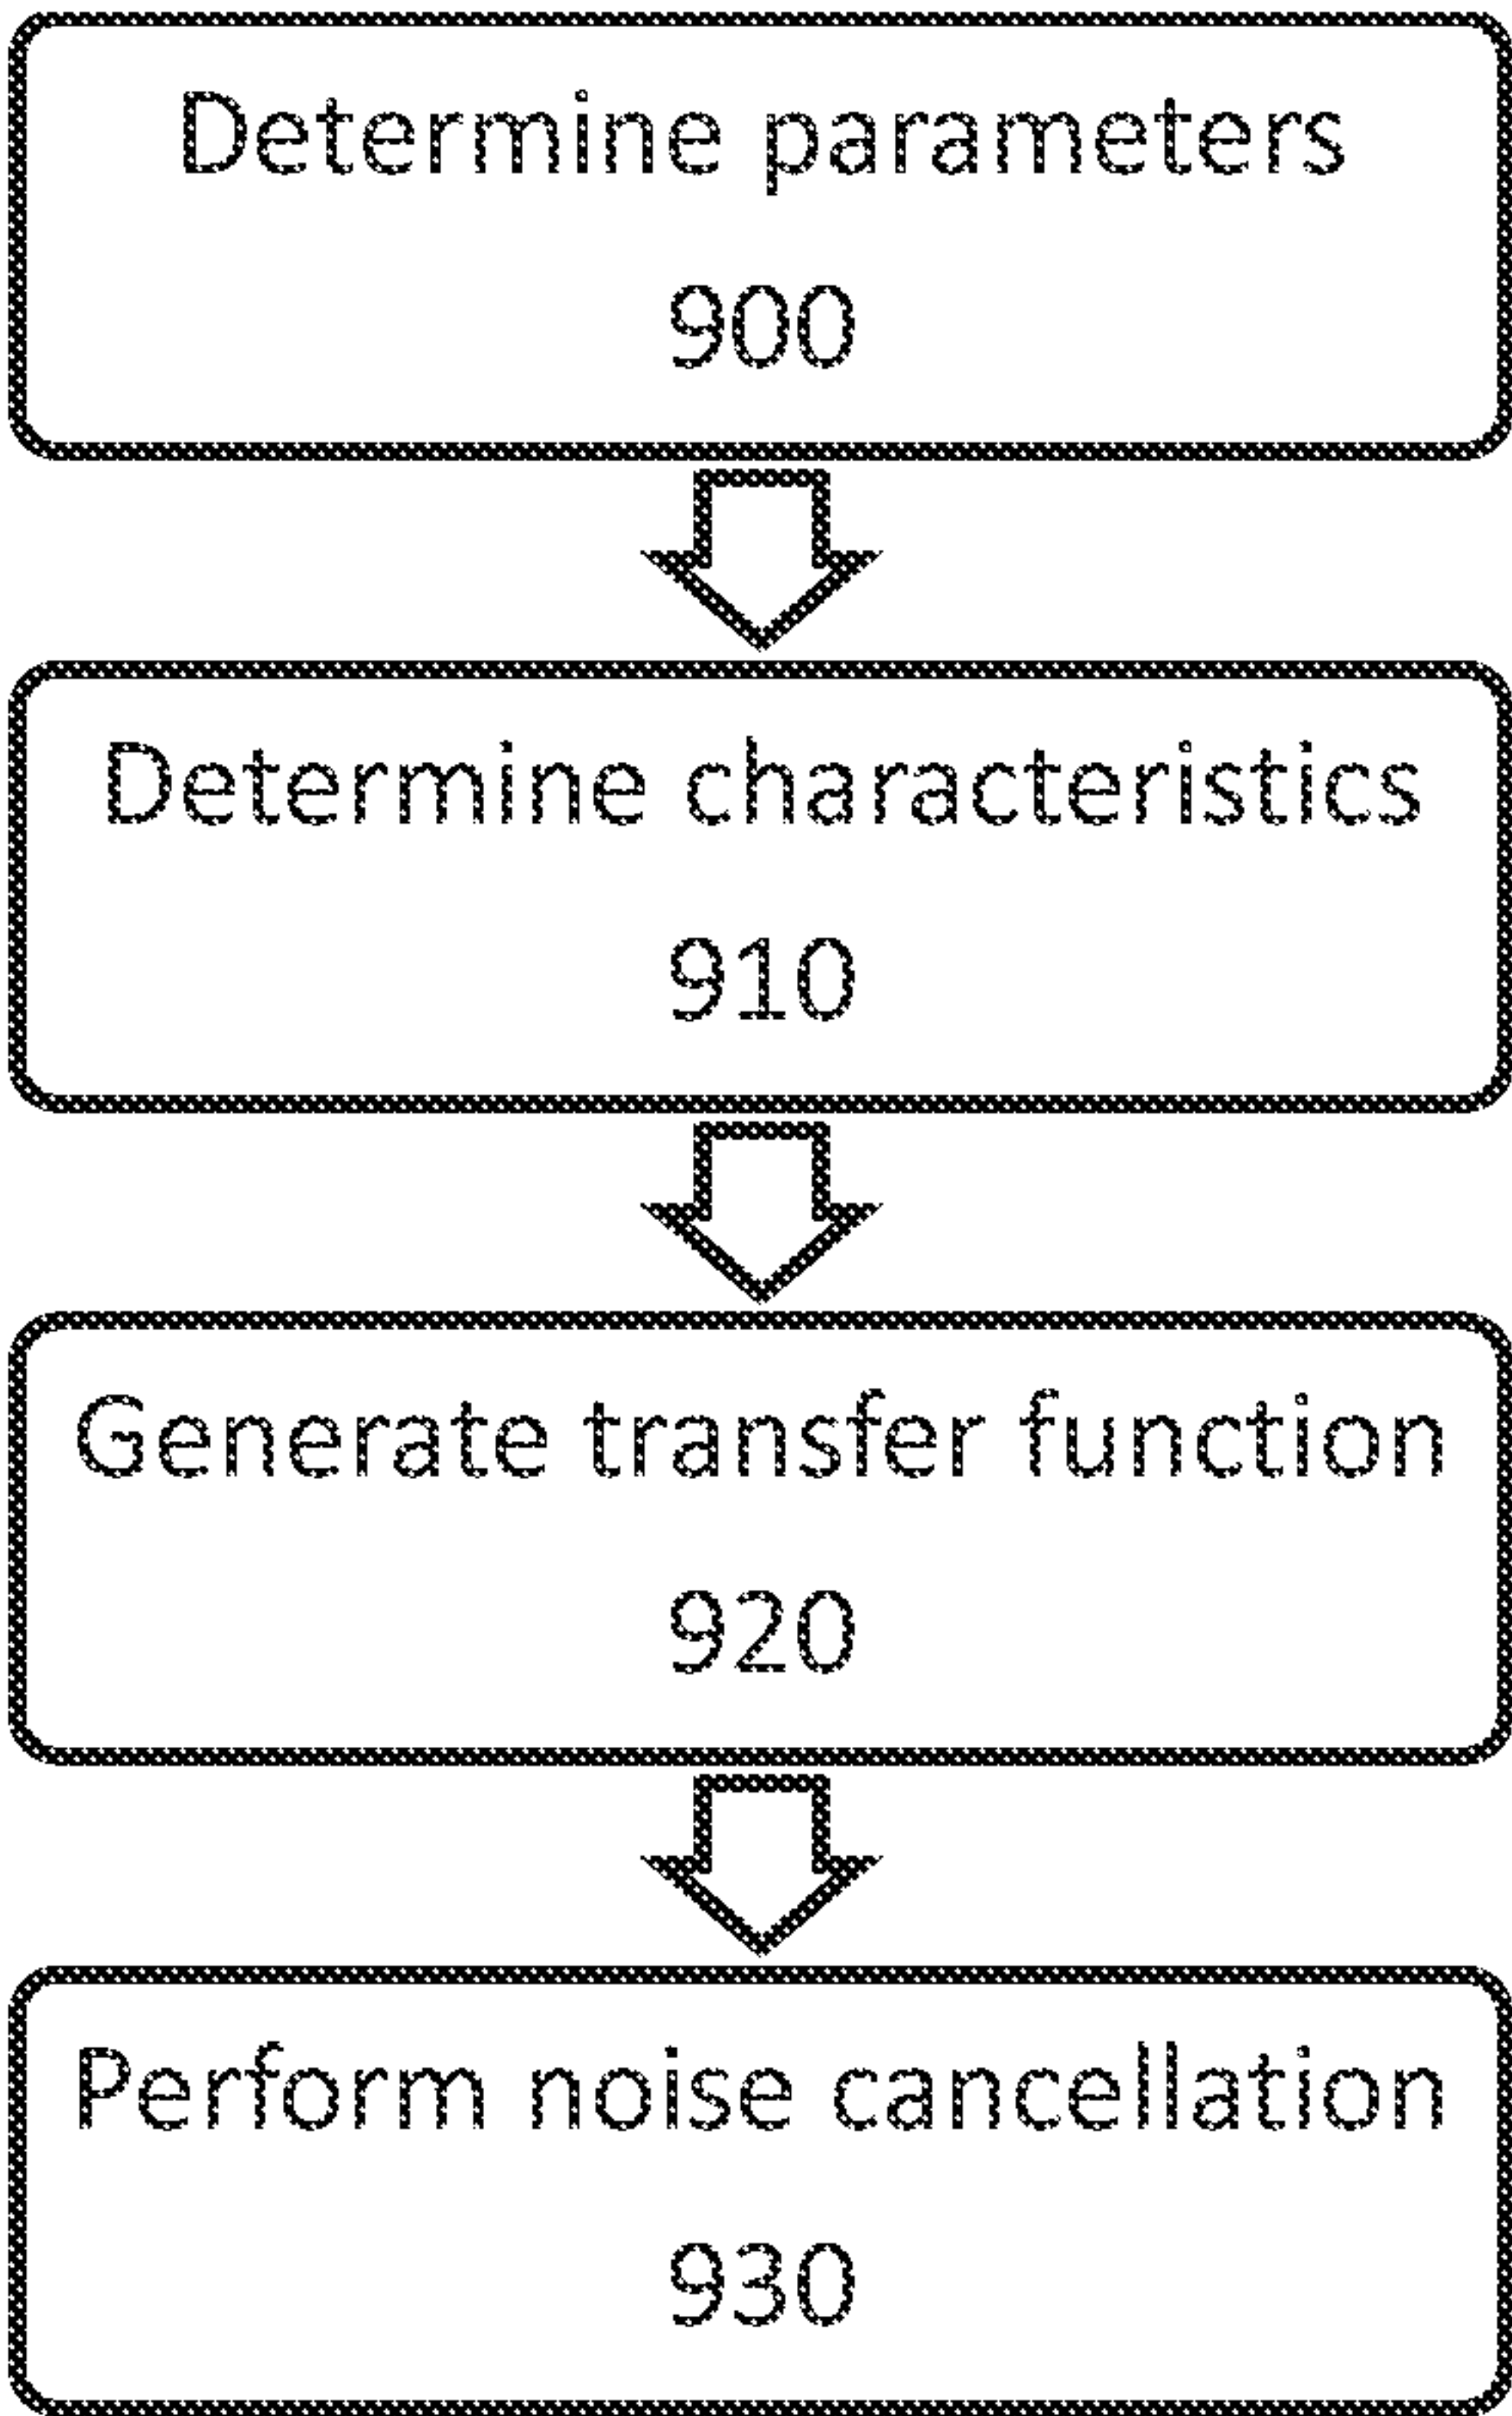 Determine parameters
900
Determine characteristics
910
Generate transfer function
920
Perform noise cancellation
930